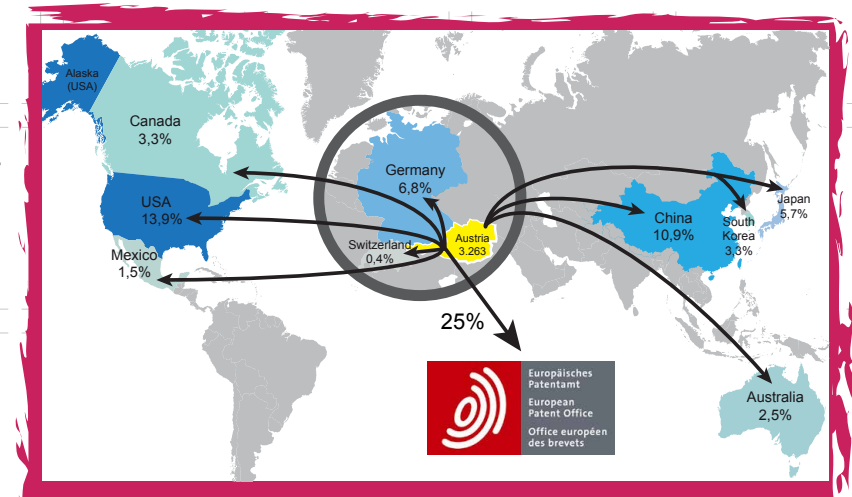 Alaska
(USA)
Canada
3,3%
USA
13,9%
Mexico
1,5%
Germany
6,8%
Switzerland
0,4%
Austria
3.263
China
10,9%
South
Korea
3,3%
Japan
5,7%
25%
Australia
2,5%
Europäisches
Patentamt
European
Patent Office
Office européen
des brevets